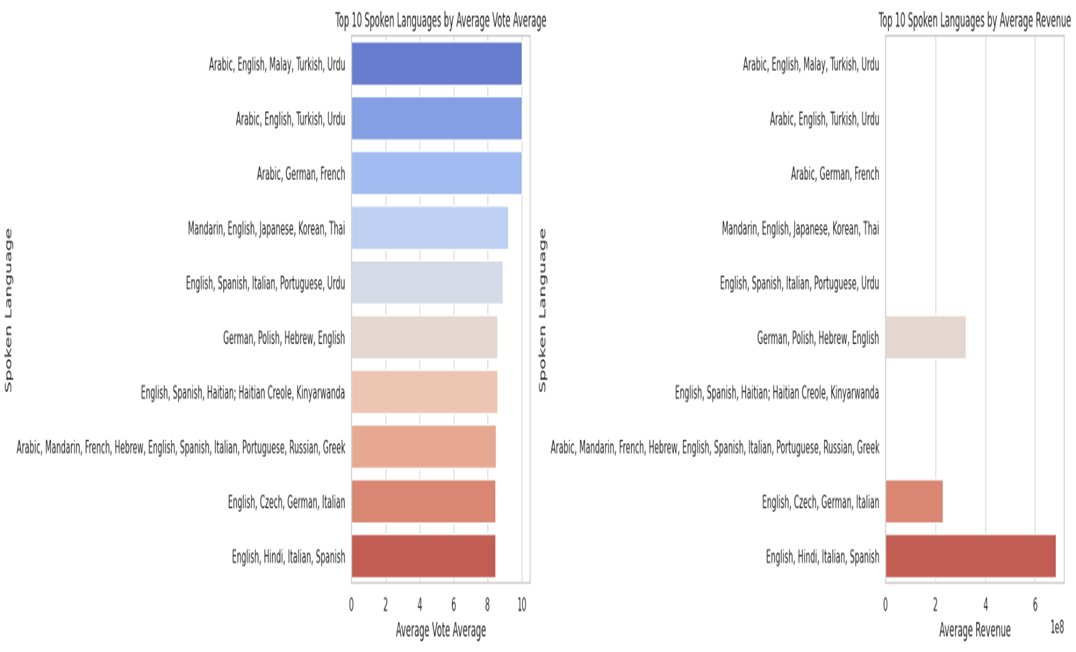 Top 10 Spoken Languages by Average Vote Average
Spoken Language
Arabic, English, Malay, Turkish, Urdu
Arabic, English, Turkish, Urdu
Arabic, German, French
Mandarin, English, Japanese, Korean, Thai
English, Spanish, Italian, Portuguese, Urdu
German, Polish, Hebrew, English
English, Spanish, Haitian; Haitian Creole, Kinyarwanda
Arabic, Mandarin, French, Hebrew, English, Spanish, Italian, Portuguese, Russian, Greek
English, Czech, German, Italian
English, Hindi, Italian, Spanish
0 2 4 6 8 10
Average Vote Average
Top 10 Spoken Languages by Average Revenue
Spoken Language
Arabic, English, Malay, Turkish, Urdu
Arabic, English, Turkish, Urdu
Arabic, German, French
Mandarin, English, Japanese, Korean, Thai
English, Spanish, Italian, Portuguese, Urdu
German, Polish, Hebrew, English
English, Spanish, Haitian; Haitian Creole, Kinyarwanda
Arabic, Mandarin, French, Hebrew, English, Spanish, Italian, Portuguese, Russian, Greek
English, Czech, German, Italian
English, Hindi, Italian, Spanish
0 2 4 6
1e8
Average Revenue